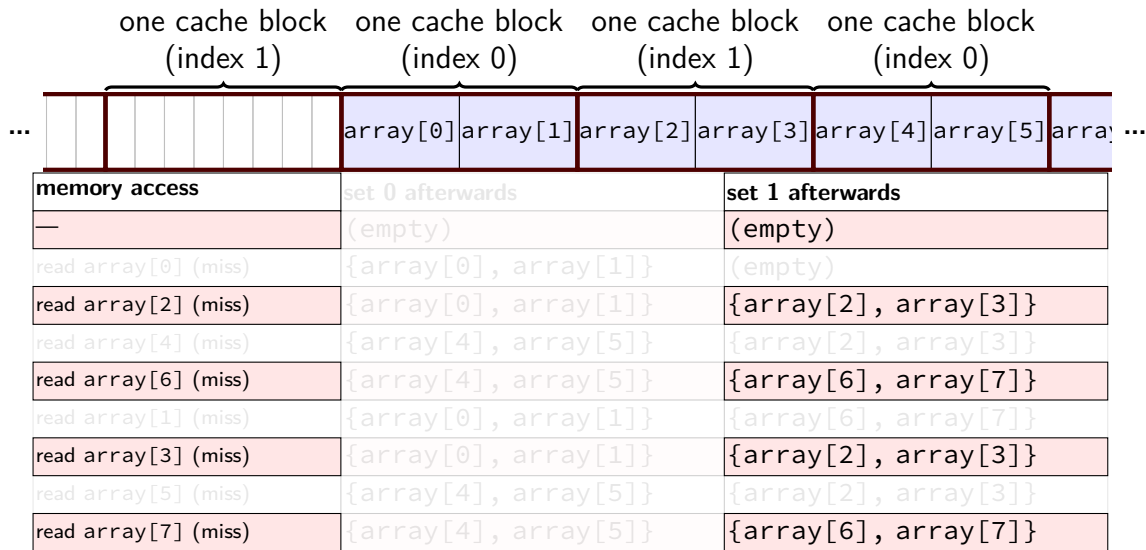 one cache block one cache block one cache block one cache block
(index 1) (index 0) (index 1) (index 0)
... array[0] array[1] array[2] array[3] array[4] array[5] array ...
memory access set 0 afterwards set 1 afterwards
— (empty) (empty)
read array[0] (miss) {array[0], array[1]} (empty)
read array[2] (miss) {array[0], array[1]} {array[2], array[3]}
read array[4] (miss) {array[4], array[5]} {array[2], array[3]}
read array[6] (miss) {array[4], array[5]} {array[6], array[7]}
read array[1] (miss) {array[0], array[1]} {array[6], array[7]}
read array[3] (miss) {array[0], array[1]} {array[2], array[3]}
read array[5] (miss) {array[4], array[5]} {array[2], array[3]}
read array[7] (miss) {array[4], array[5]} {array[6], array[7]}